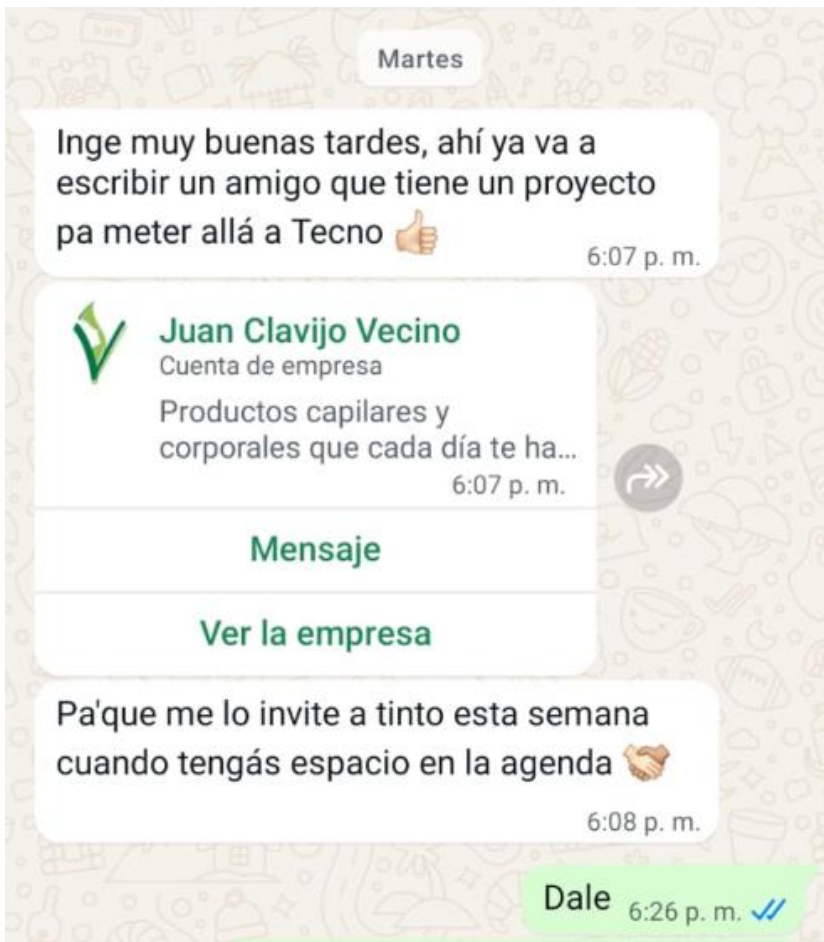 Martes
Inge muy buenas tardes, ahí ya va a
escribir un amigo que tiene un proyecto
pa meter allá a Tecno 👍🏻
6:07 p. m.
Juan Clavijo Vecino
Cuenta de empresa
Productos capilares y
corporales que cada día te ha...
6:07 p. m.
Mensaje
Ver la empresa
Pa'que me lo invite a tinto esta semana
cuando tengás espacio en la agenda 🤝🏻
6:08 p. m.
Dale 6:26 p. m.